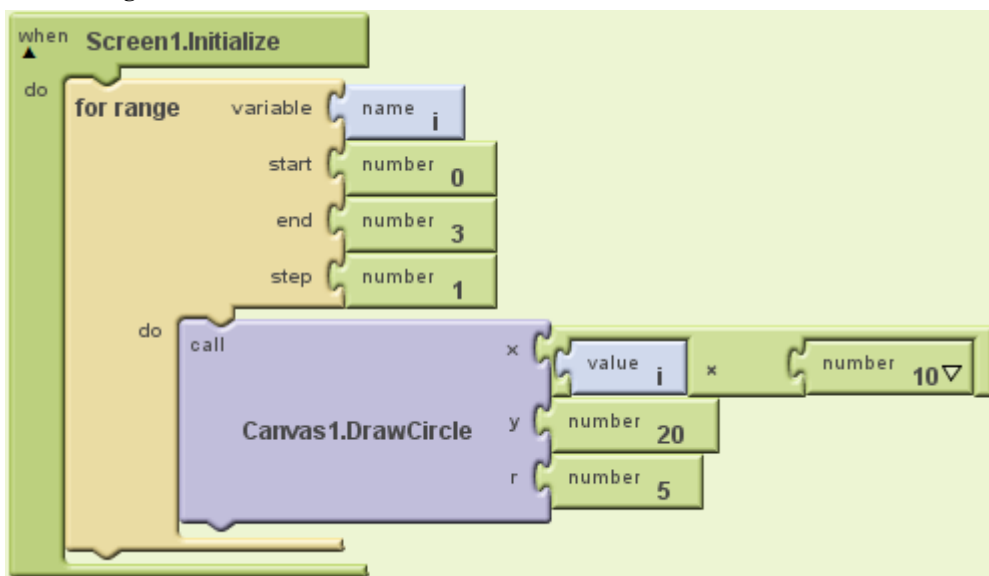 when Screen1.Initialize
do
for range variable name i
start number 0
end number 3
step number 1
do
call x value i × number 10
Canvas1.DrawCircle y number 20
r number 5